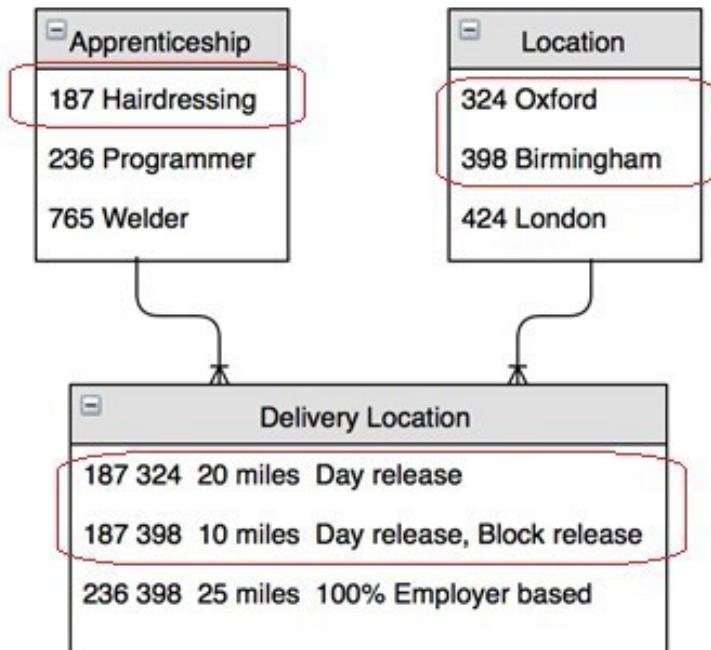 Apprenticeship
187 Hairdressing
236 Programmer
765 Welder
Location
324 Oxford
398 Birmingham
424 London
Delivery Location
187 324 20 miles Day release
187 398 10 miles Day release, Block release
236 398 25 miles 100% Employer based